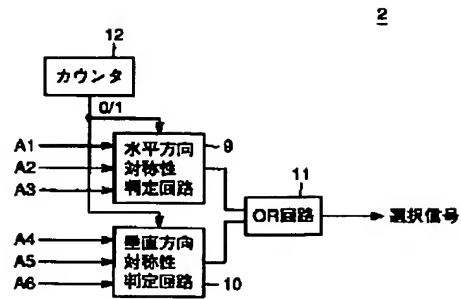 2
12
カウンタ
0/1
A1
A2
A3
水平方向
対称性
判定回路
9
11
OR回路
選択信号
A4
A5
A6
垂直方向
対称性
判定回路
10